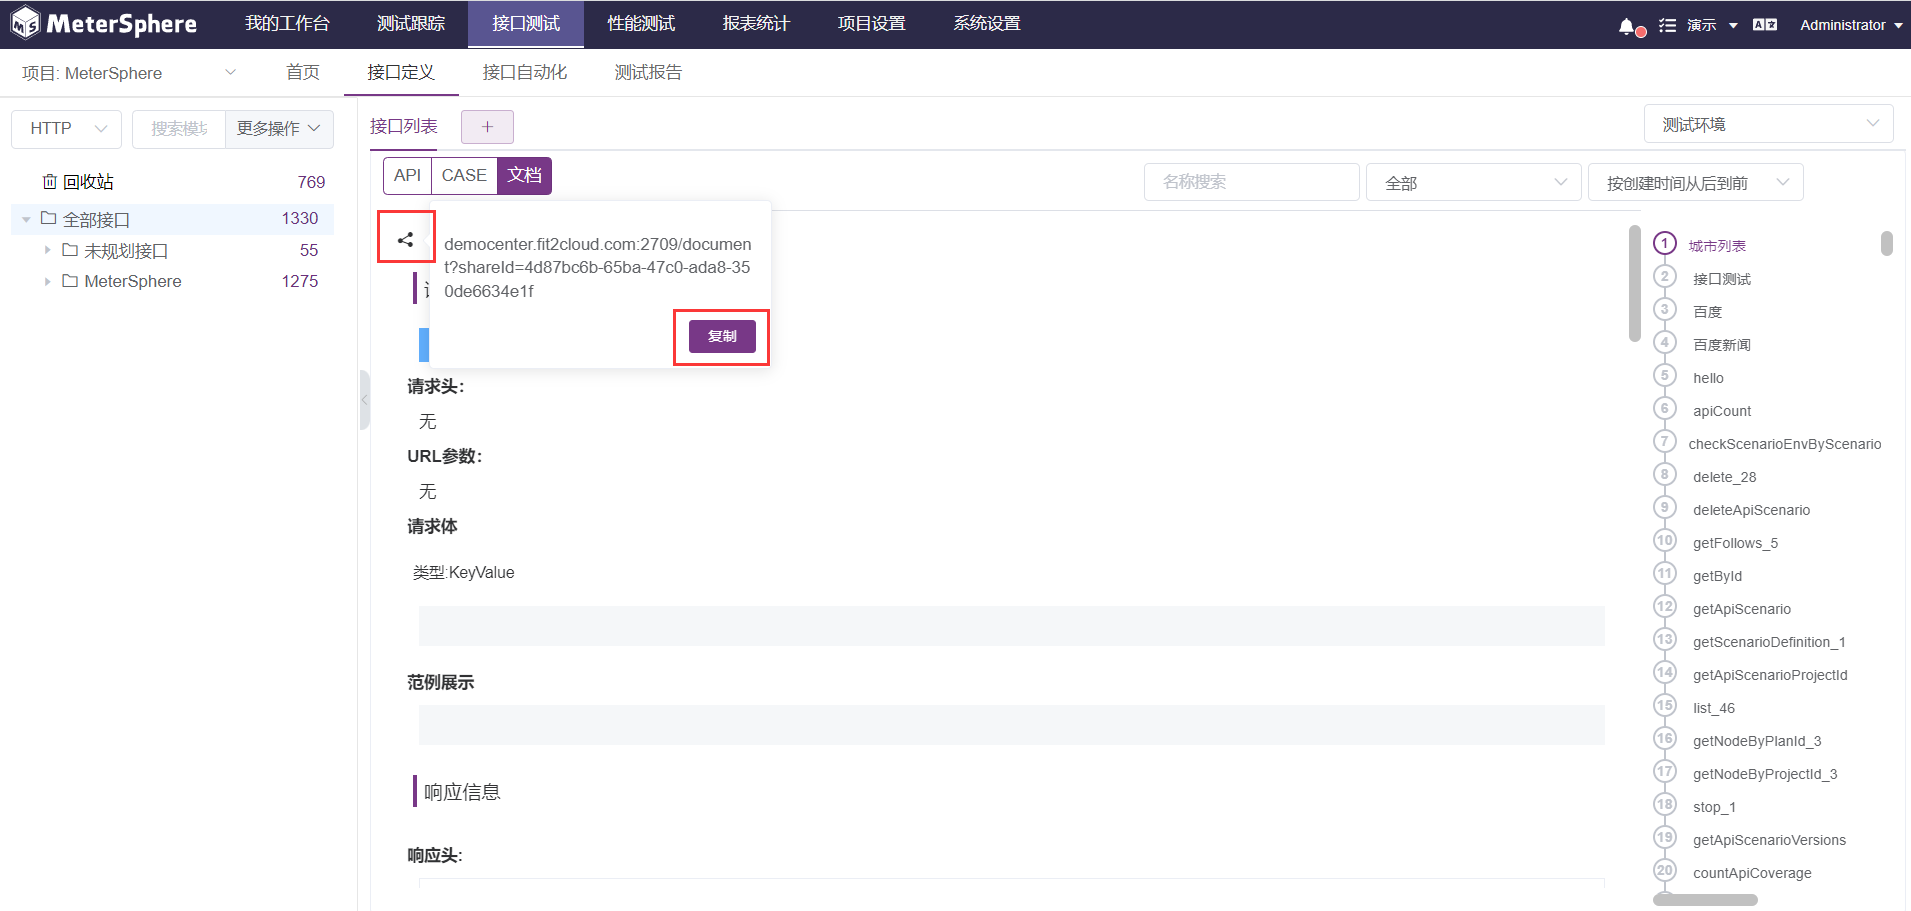 MeterSphere
我的工作台
测试跟踪
接口测试
性能测试
报表统计
项目设置
系统设置
演示
Administrator
项目: MeterSphere
首页
接口定义
接口自动化
测试报告
HTTP
搜索模块
更多操作
接口列表
+
测试环境
回收站 769
全部接口 1330
未规划接口 55
MeterSphere 1275
API
CASE
文档
名称搜索
全部
按创建时间从后到前
democenter.fit2cloud.com:2709/documen
t?shareId=4d87bc6b-65ba-47c0-ada8-35
0de6634e1f
复制
请求头:
无
URL参数:
无
请求体
类型:KeyValue
范例展示
响应信息
响应头:
1 城市列表
2 接口测试
3 百度
4 百度新闻
5 hello
6 apiCount
7 checkScenarioEnvByScenario
8 delete_28
9 deleteApiScenario
10 getFollows_5
11 getById
12 getApiScenario
13 getScenarioDefinition_1
14 getApiScenarioProjectId
15 list_46
16 getNodeByPlanId_3
17 getNodeByProjectId_3
18 stop_1
19 getApiScenarioVersions
20 countApiCoverage